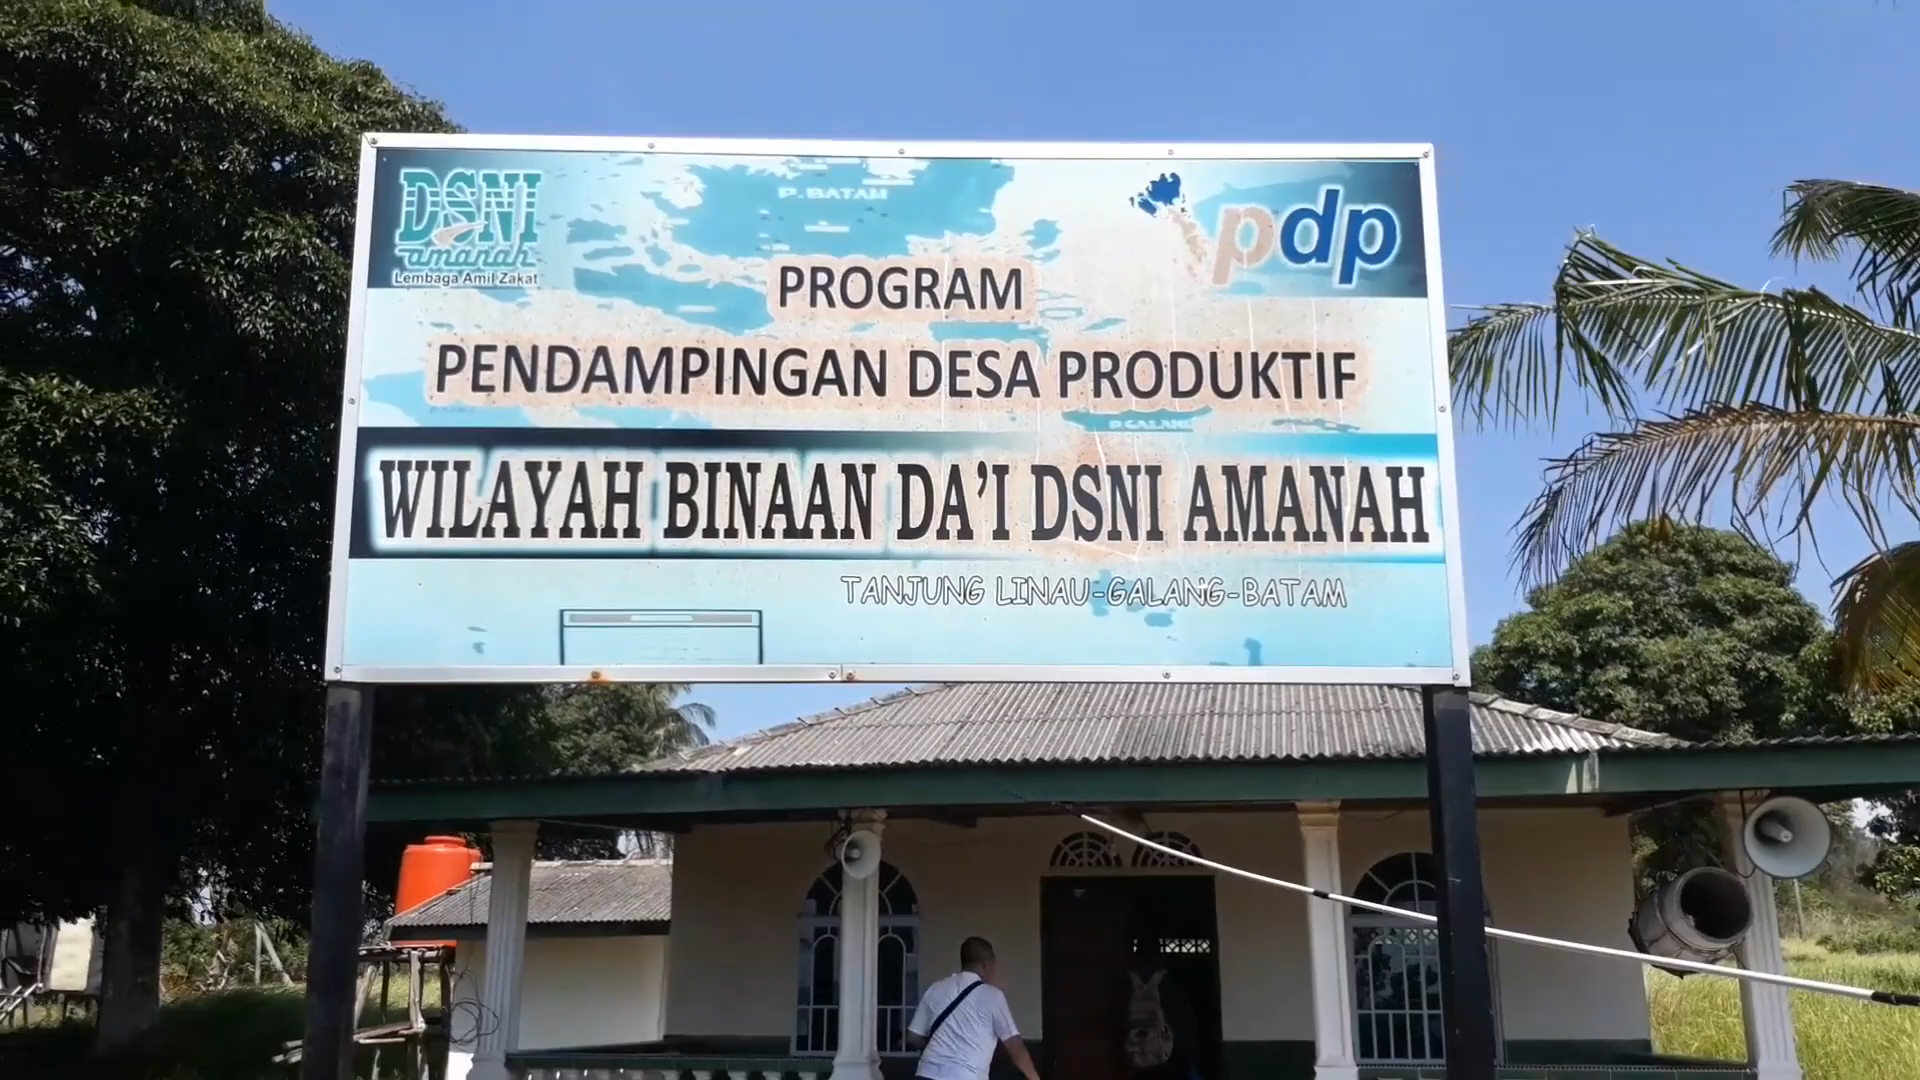 DSNI
amanah
Lembaga Amil Zakat
P. BATAM
pdp
PROGRAM
PENDAMPINGAN DESA PRODUKTIF
P. GALANG
WILAYAH BINAAN DA'I DSNI AMANAH
TANJUNG LINAU-GALANG-BATAM